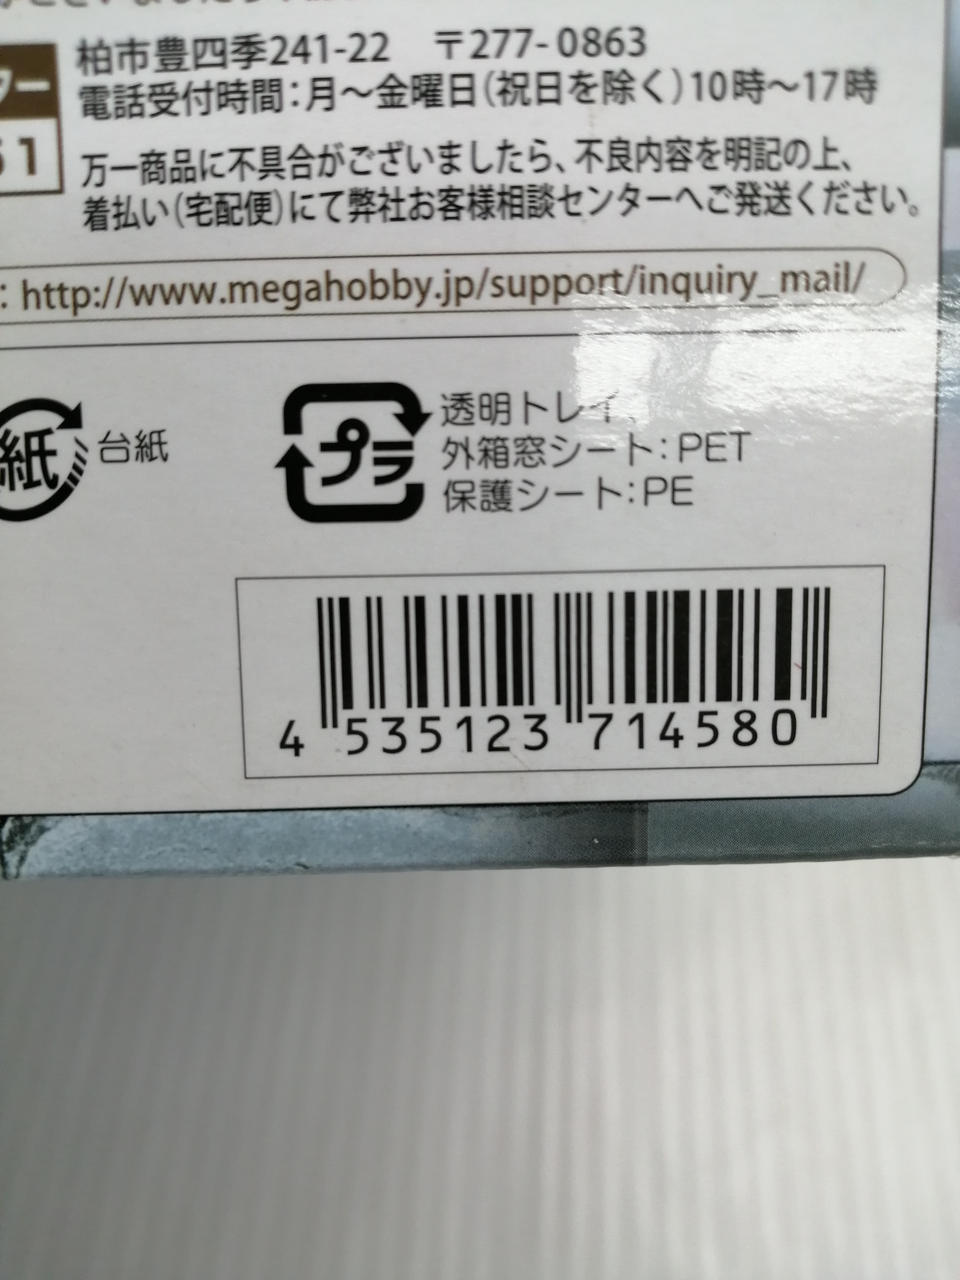 ター
柏市豊四季241-22　〒277-0863
電話受付時間：月〜金曜日（祝日を除く）10時〜17時
51
万一商品に不具合がございましたら、不良内容を明記の上、
着払い（宅配便）にて弊社お客様相談センターへご発送ください。
: http://www.megahobby.jp/support/inquiry_mail/
紙
台紙
プラ
透明トレイ、
外箱窓シート：PET
保護シート：PE
4 535123 714580